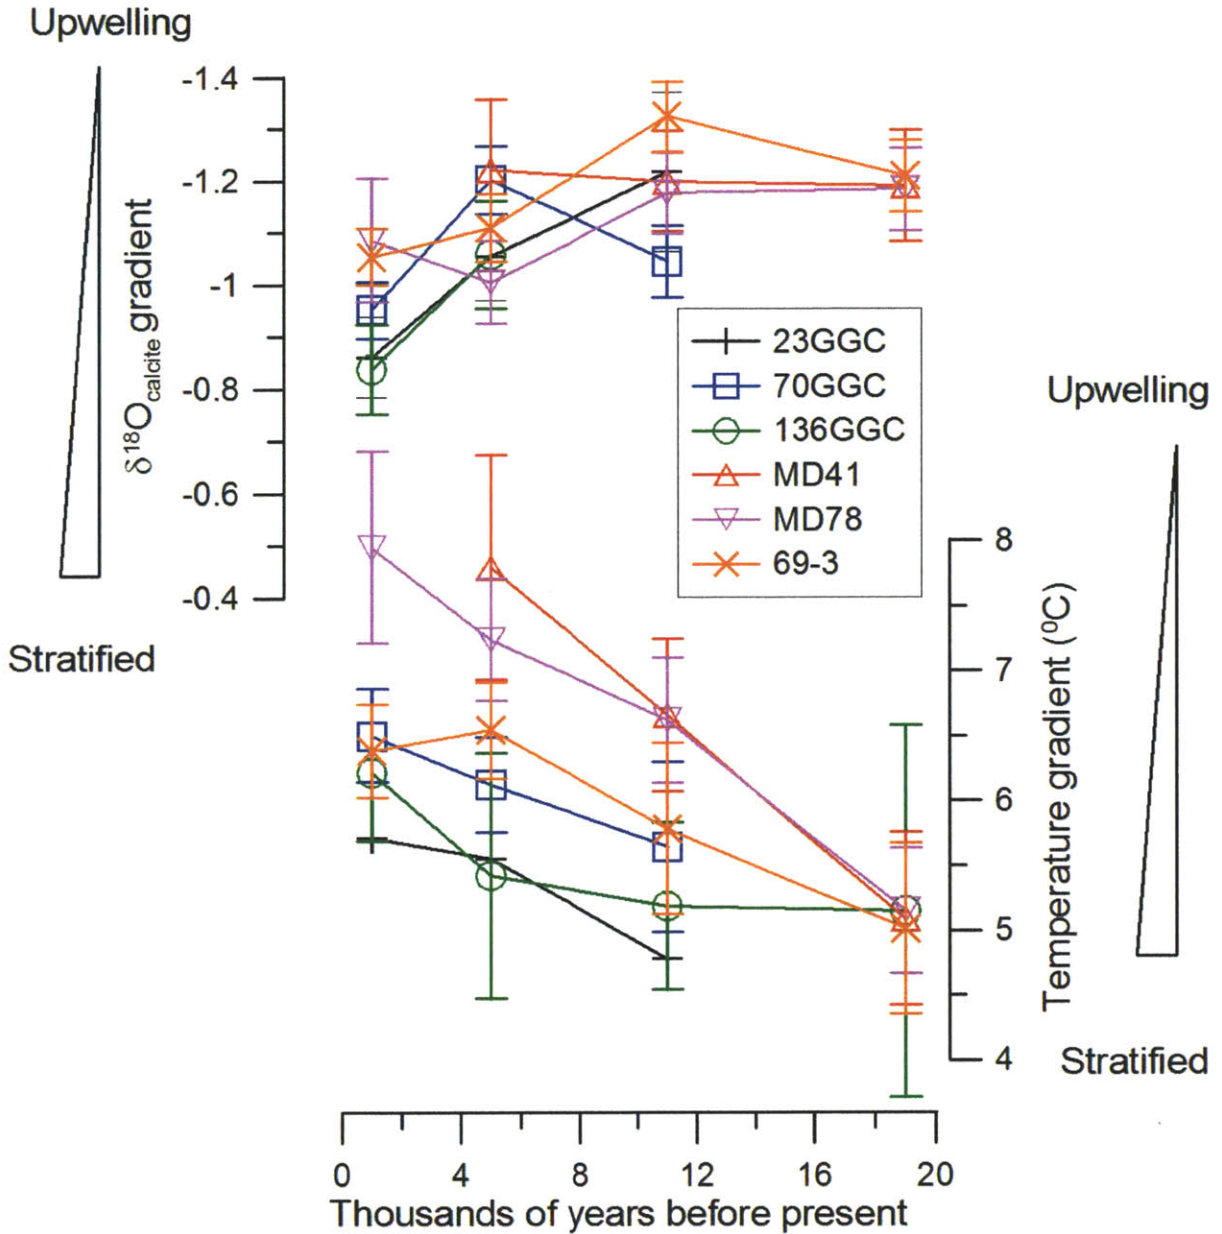 Upwelling
-1.4
-1.2
-1
-0.8
-0.6
-0.4
δ¹⁸O calcite gradient
Stratified
23GGC
70GGC
136GGC
MD41
MD78
69-3
Upwelling
8
7
6
5
4
Temperature gradient (⁰C)
Stratified
0 4 8 12 16 20
Thousands of years before present